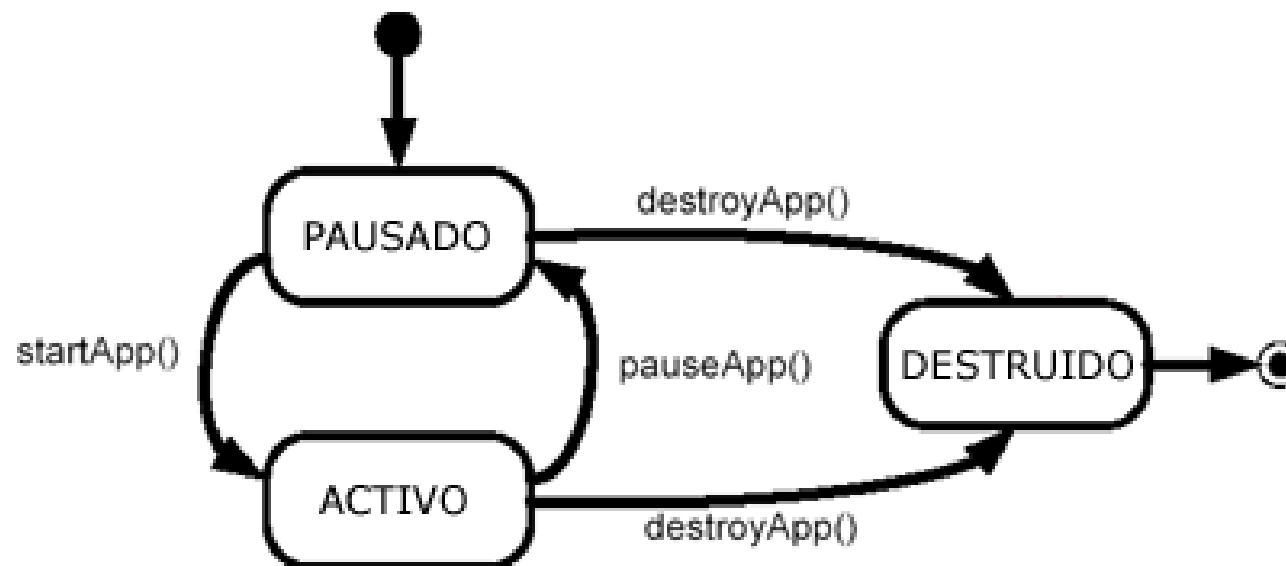 destroyApp()
PAUSADO
startApp()
pauseApp()
DESTRUIDO
ACTIVO
destroyApp()